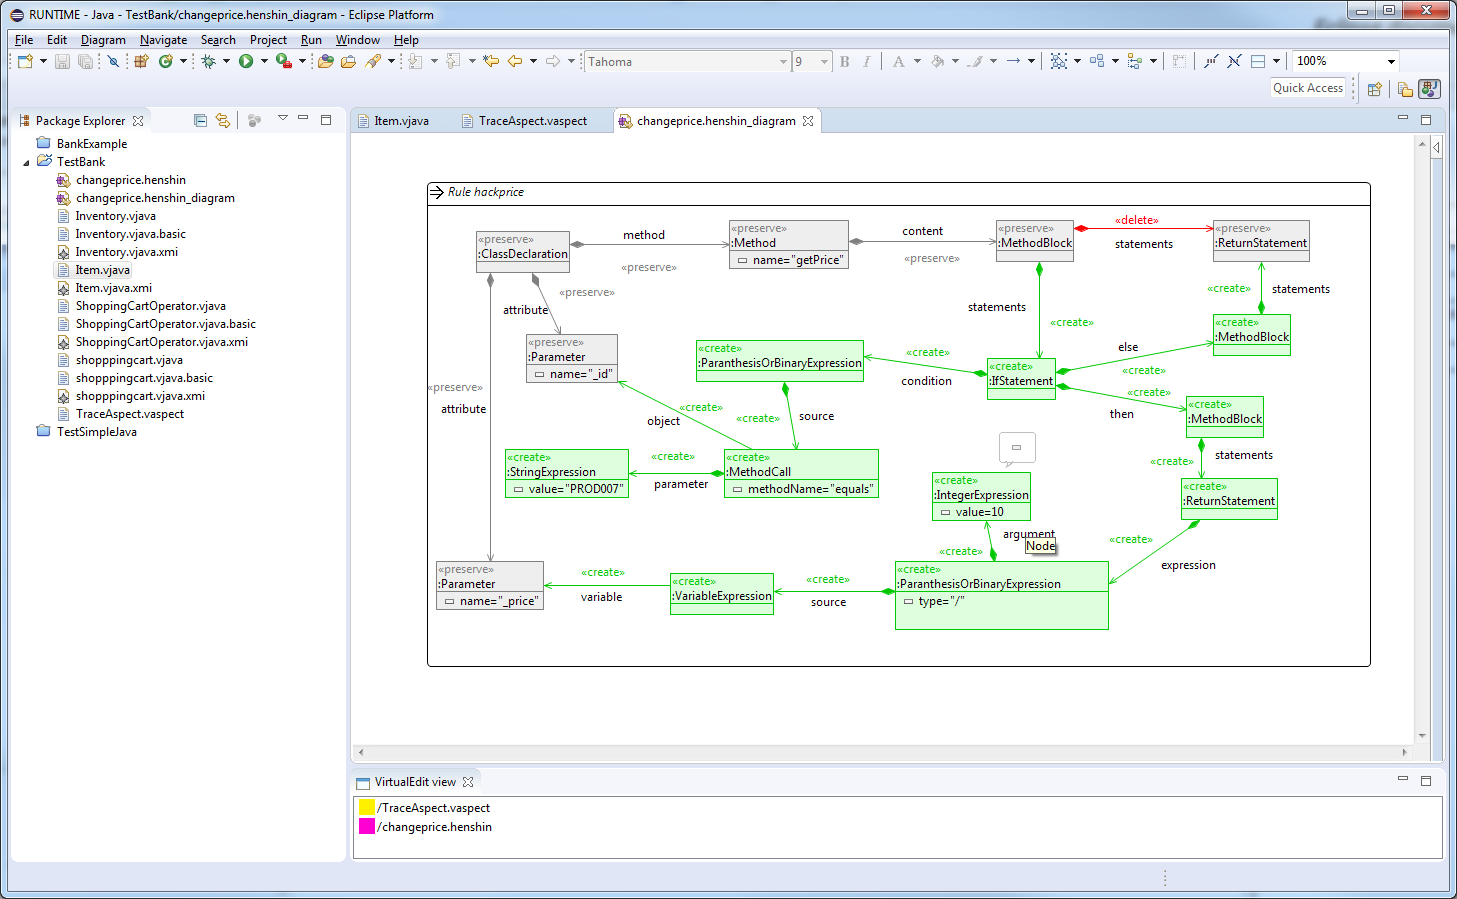 RUNTIME - Java - TestBank/changeprice.henshin_diagram - Eclipse Platform
File Edit Diagram Navigate Search Project Run Window Help
Tahoma 9 B I A 100%
Quick Access
Package Explorer
BankExample
TestBank
changeprice.henshin
changeprice.henshin_diagram
Inventory.vjava
Inventory.vjava.basic
Inventory.vjava.xmi
Item.vjava
Item.vjava.xmi
ShoppingCartOperator.vjava
ShoppingCartOperator.vjava.basic
ShoppingCartOperator.vjava.xmi
shopppingcart.vjava
shopppingcart.vjava.basic
shopppingcart.vjava.xmi
TraceAspect.vaspect
TestSimpleJava
Item.vjava TraceAspect.vaspect changeprice.henshin_diagram
Rule hackprice
«preserve»
:ClassDeclaration
method
«preserve»
«preserve»
:Method
name="getPrice"
content
«preserve»
«preserve»
:MethodBlock
«delete»
statements
«preserve»
:ReturnStatement
«preserve»
attribute
statements
«create»
«create»
statements
«preserve»
:Parameter
name="_id"
«create»
:ParanthesisOrBinaryExpression
«create»
condition
«create»
:IfStatement
else
«create»
«create»
:MethodBlock
«preserve»
attribute
«create»
object
«create»
source
«create»
then
«create»
:MethodBlock
«create»
:StringExpression
value="PROD007"
«create»
parameter
«create»
:MethodCall
methodName="equals"
statements
«create»
«create»
:IntegerExpression
value=10
«create»
:ReturnStatement
argument
Node
«create»
«create»
expression
«preserve»
:Parameter
name="_price"
«create»
variable
«create»
:VariableExpression
«create»
source
«create»
:ParanthesisOrBinaryExpression
type="/"
VirtualEdit view
/TraceAspect.vaspect
/changeprice.henshin